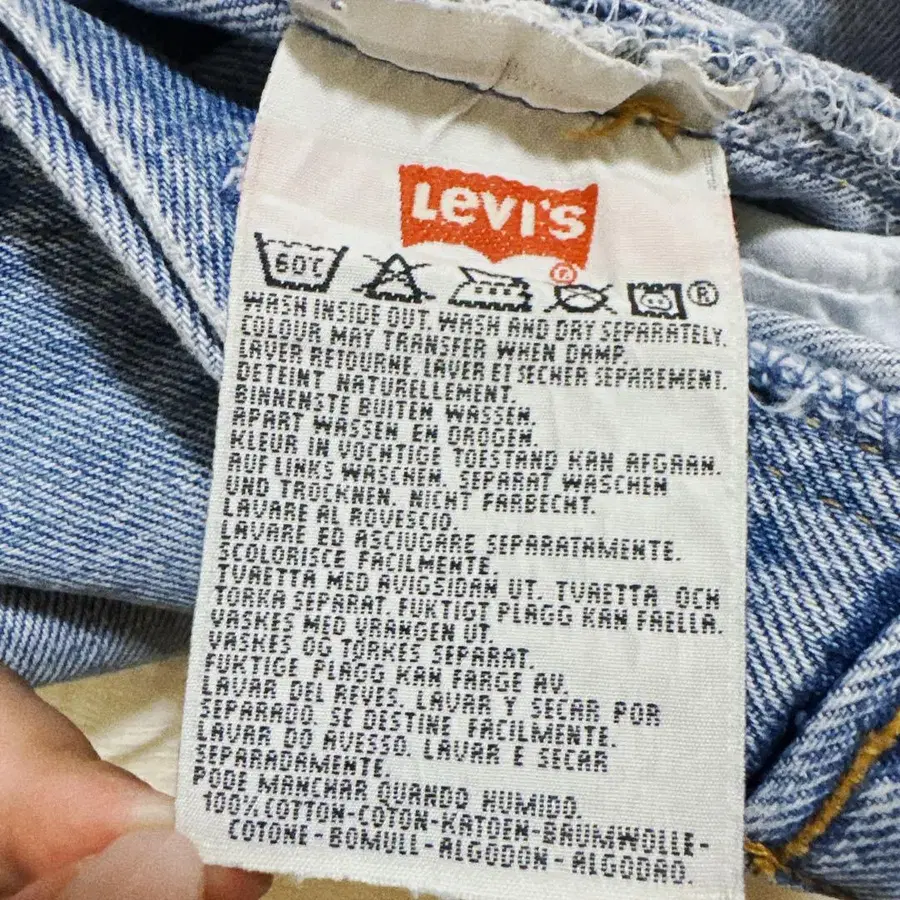 Levi's
®
60°C
®
WASH INSIDE OUT. WASH AND DRY SEPARATELY.
COLOUR MAY TRANSFER WHEN DAMP.
LAVER RETOURNE. LAVER ET SECHER SEPAREMENT.
DETEINT NATURELLEMENT.
BINNENSTE BUITEN WASSEN.
APART WASSEN EN DROGEN.
KLEUR IN VOCHTIGE TOESTAND KAN AFGAAN.
AUF LINKS WASCHEN. SEPARAT WASCHEN
UND TROCKNEN. NICHT FARBECHT.
LAVARE AL ROVESCIO.
LAVARE ED ASCIUGARE SEPARATAMENTE.
SCOLORISCE FACILMENTE.
TVAETTA MED AVIGSIDAN UT. TVAETTA OCH
TORKA SEPARAT. FUKTIGT PLAGG KAN FAELLA.
VASKES MED VRANGEN UT.
VASKES OG TORKES SEPARAT.
FUKTIGE PLAGG KAN FARGE AV.
LAVAR DEL REVES. LAVAR Y SECAR POR
SEPARADO. SE DESTINE FACILMENTE.
LAVAR DO AVESSO. LAVAR E SECAR
SEPARADAMENTE.
PODE MANCHAR QUANDO HUMIDO.
100% COTTON-COTON-KATOEN-BAUMWOLLE-
COTONE-BOMULL-ALGODON-ALGODAO.